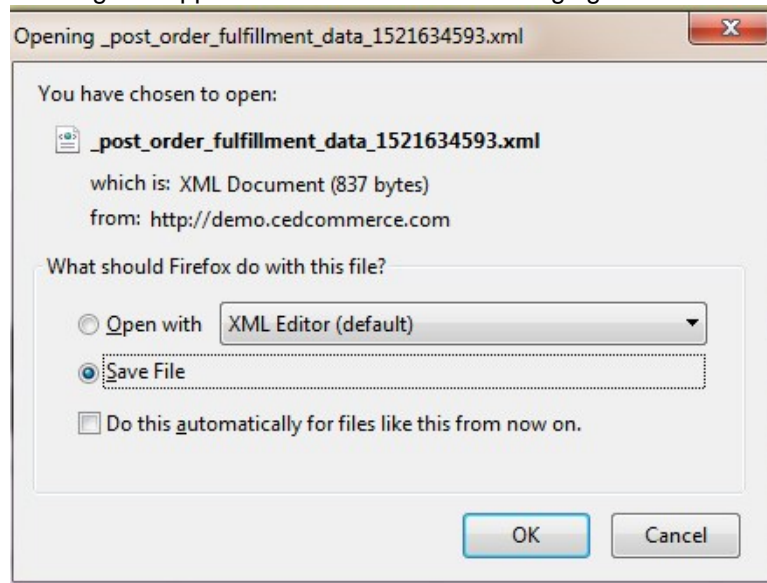 Opening _post_order_fulfillment_data_1521634593.xml
You have chosen to open:
_post_order_fulfillment_data_1521634593.xml
which is: XML Document (837 bytes)
from: http://demo.cedcommerce.com
What should Firefox do with this file?
Open with XML Editor (default)
Save File
Do this automatically for files like this from now on.
OK Cancel